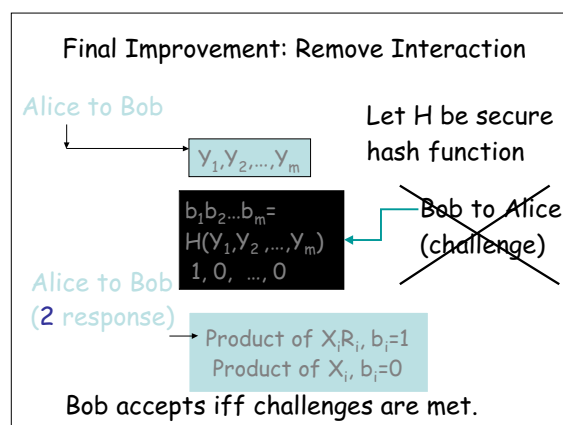 Final Improvement: Remove Interaction
Alice to Bob
Let H be secure
hash function
Y₁,Y₂,...,Yₘ
b₁b₂...bₘ=
H(Y₁,Y₂ ,...,Yₘ)
1, 0, ..., 0
Bob to Alice
(challenge)
Alice to Bob
(2 response)
Product of XᵢRᵢ, bᵢ=1
Product of Xᵢ, bᵢ=0
Bob accepts iff challenges are met.